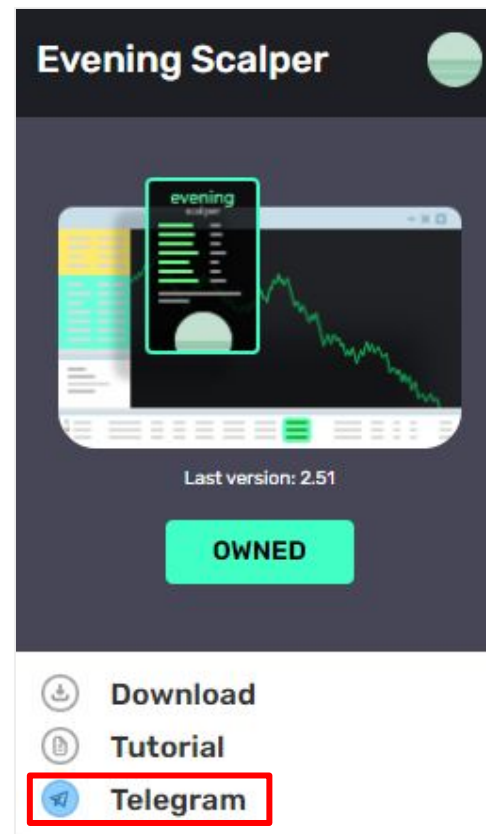 Evening Scalper
evening
scalper
Last version: 2.51
OWNED
Download
Tutorial
Telegram